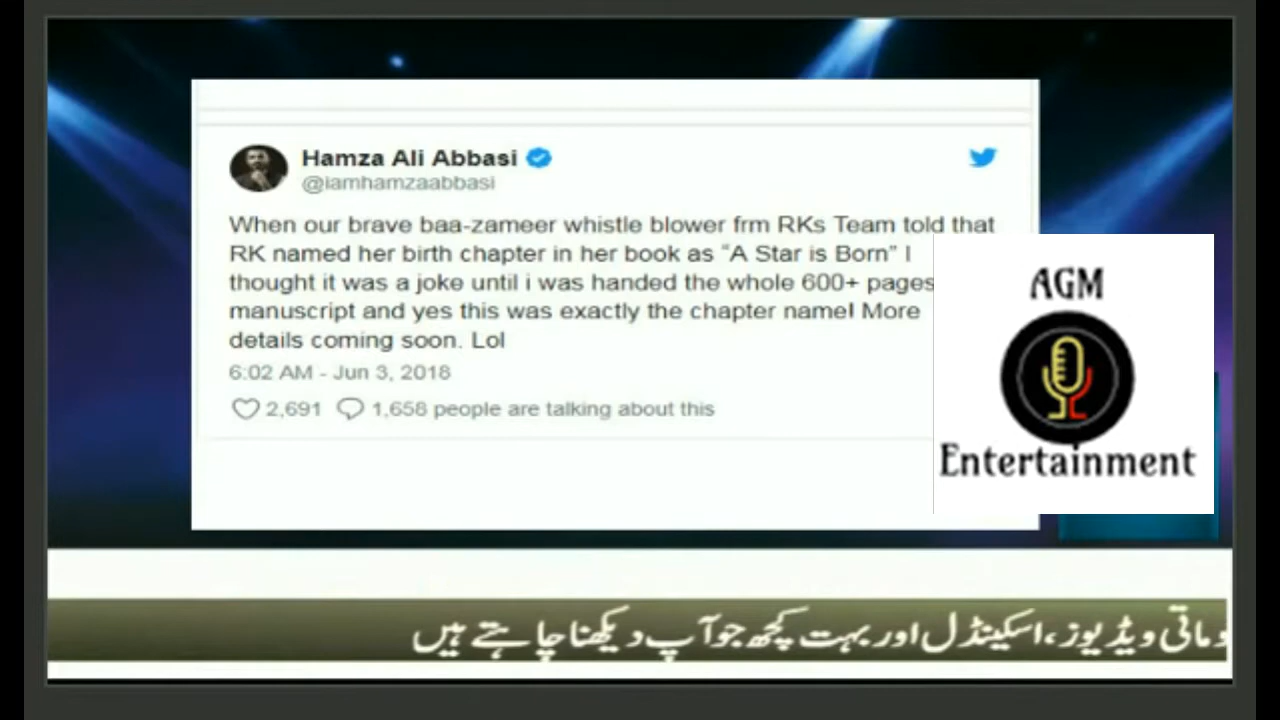 Hamza Ali Abbasi
@iamhamzaabbasi
When our brave baa-zameer whistle blower frm RKs Team told that
RK named her birth chapter in her book as “A Star is Born” I
thought it was a joke until i was handed the whole 600+ pages
manuscript and yes this was exactly the chapter name! More
details coming soon. Lol
6:02 AM - Jun 3, 2018
2,691 1,658 people are talking about this
AGM
Entertainment
ویڈیوز، اسکینڈل اور بہت کچھ جو آپ دیکھنا چاہتے ہیں